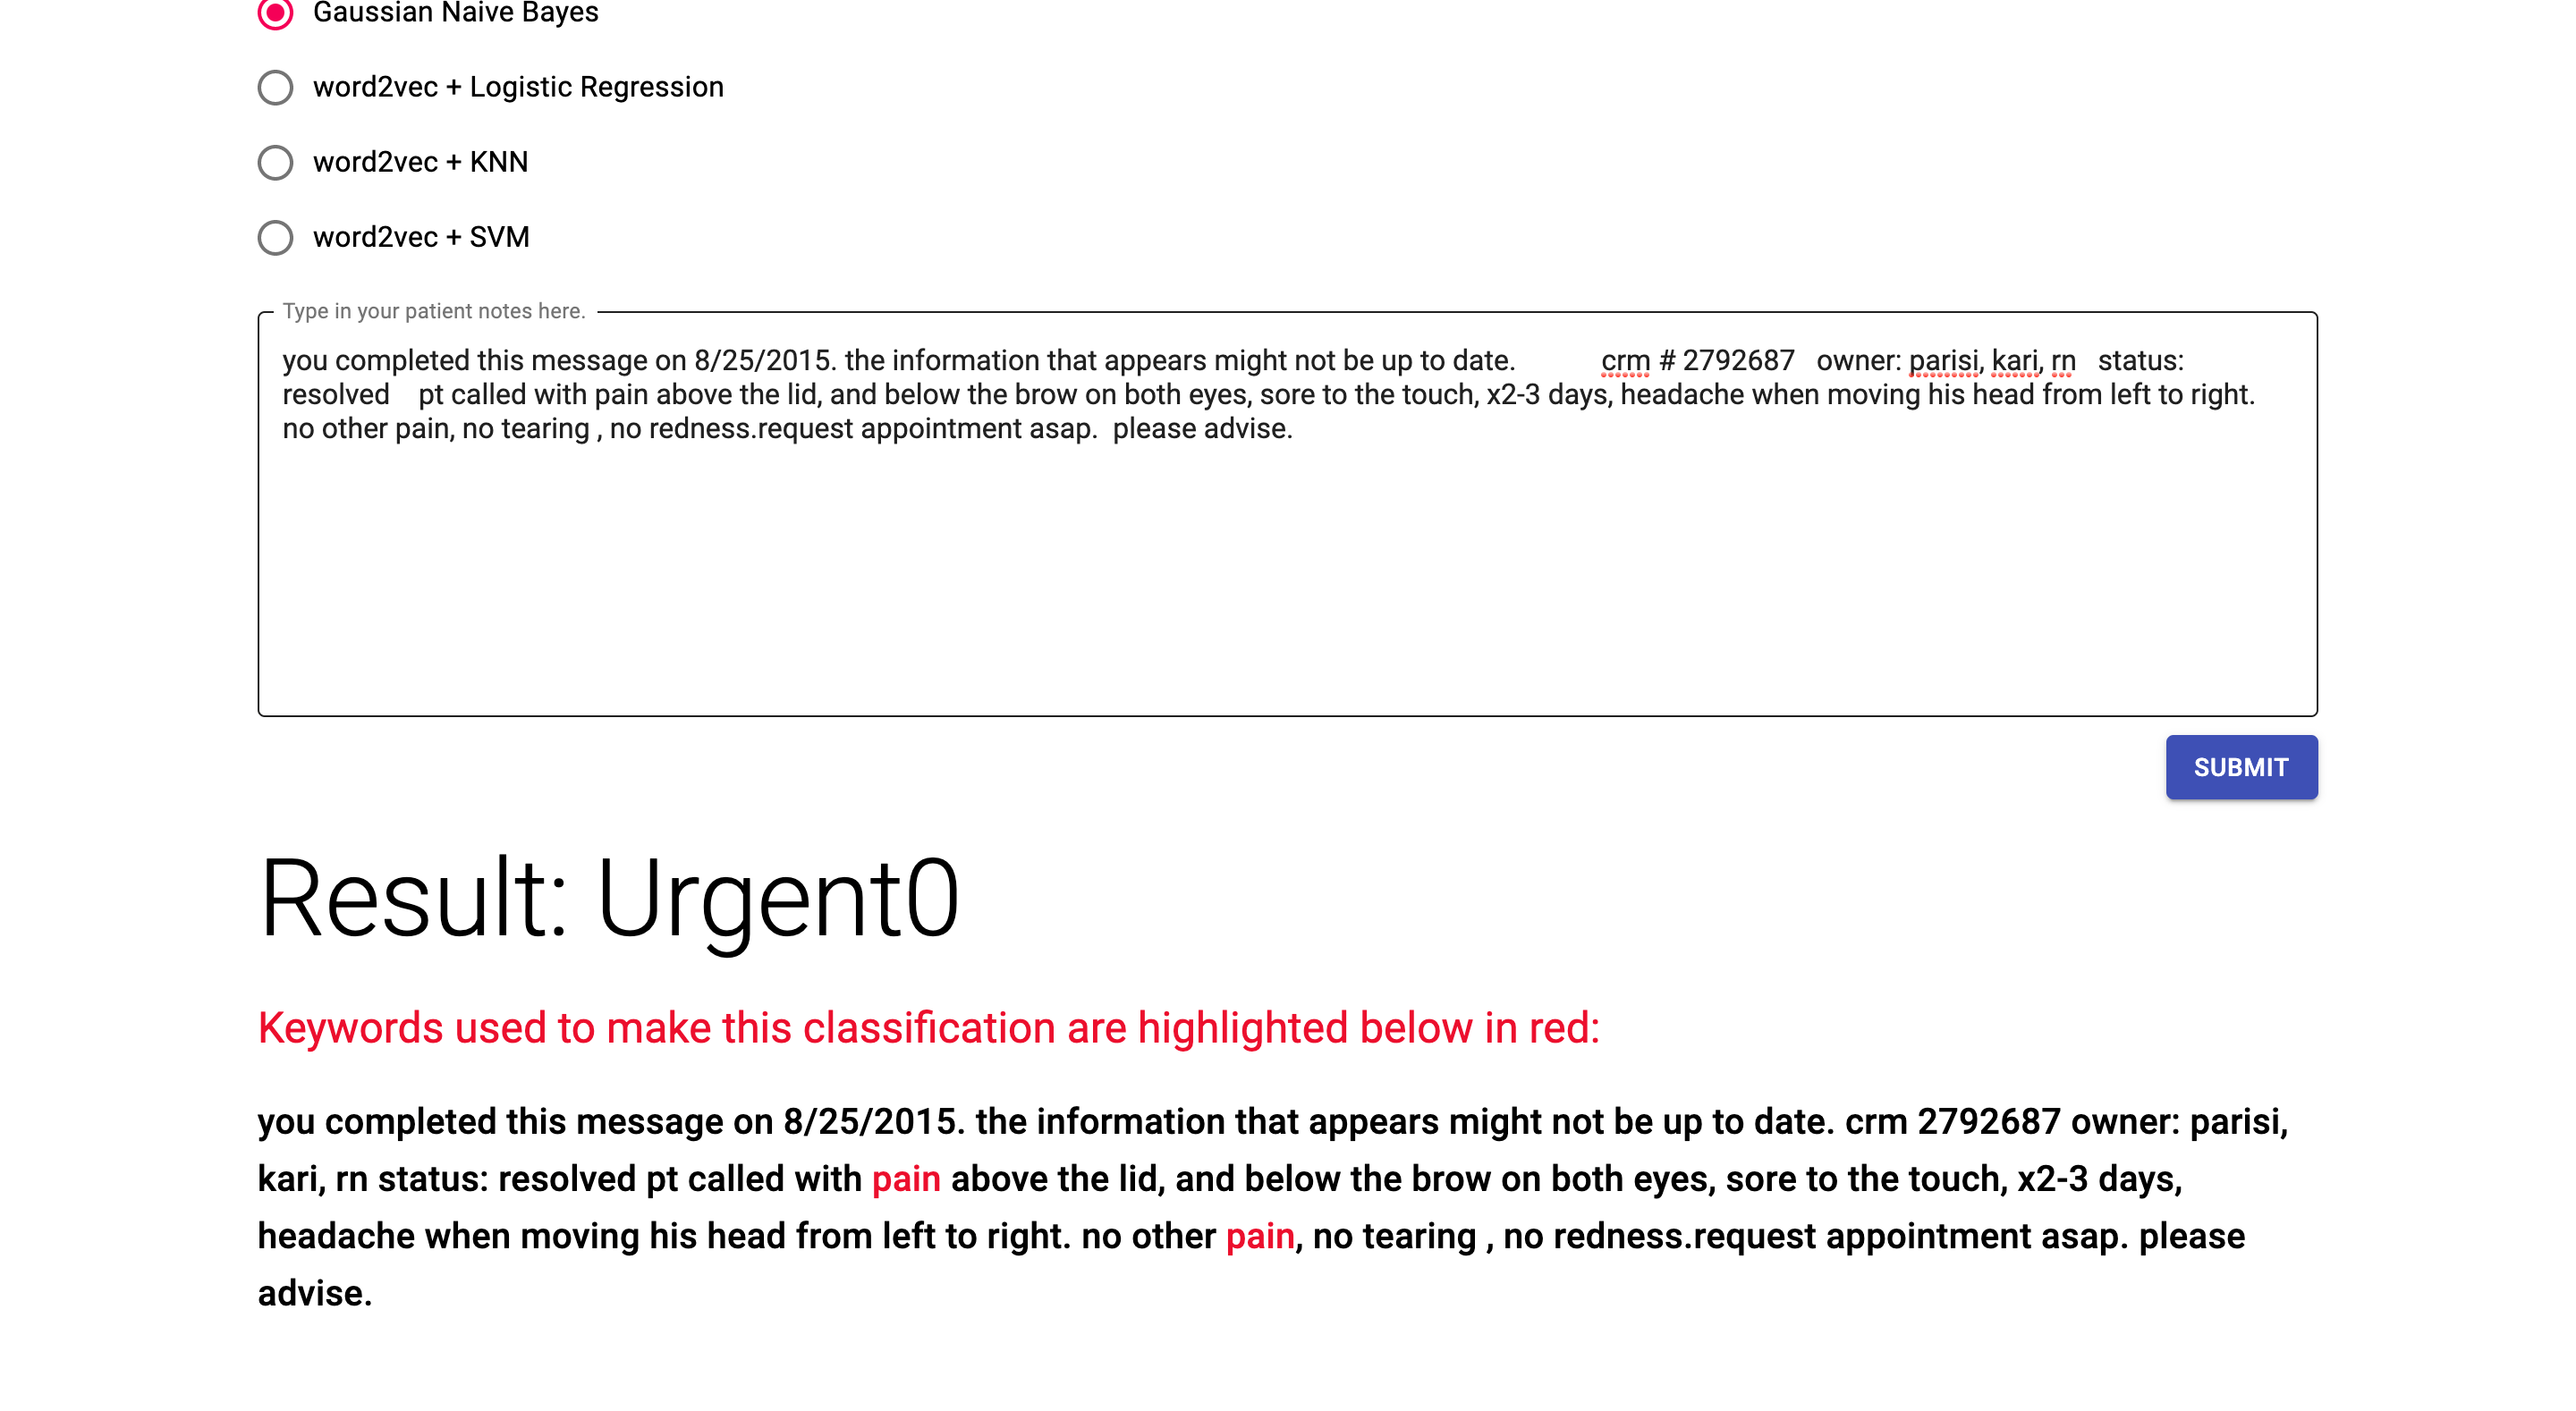 Gaussian Naive Bayes
word2vec + Logistic Regression
word2vec + KNN
word2vec + SVM
Type in your patient notes here.
you completed this message on 8/25/2015. the information that appears might not be up to date. crm # 2792687 owner: parisi, kari, rn status:
resolved pt called with pain above the lid, and below the brow on both eyes, sore to the touch, x2-3 days, headache when moving his head from left to right.
no other pain, no tearing , no redness.request appointment asap. please advise.
SUBMIT
Result: Urgent0
Keywords used to make this classification are highlighted below in red:
you completed this message on 8/25/2015. the information that appears might not be up to date. crm 2792687 owner: parisi,
kari, rn status: resolved pt called with pain above the lid, and below the brow on both eyes, sore to the touch, x2-3 days,
headache when moving his head from left to right. no other pain, no tearing , no redness.request appointment asap. please
advise.